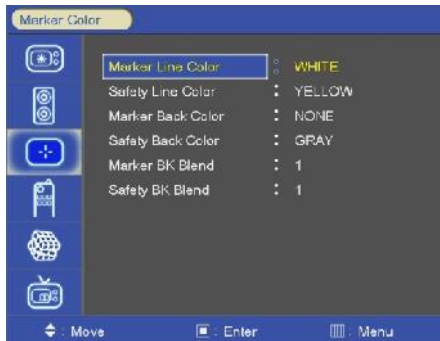 Marker Color
Marker Line Color : WHITE
Safety Line Color : YELLOW
Marker Back Color : NONE
Safety Back Color : GRAY
Marker BK Blend : 1
Safety BK Blend : 1
: Move : Enter : Menu